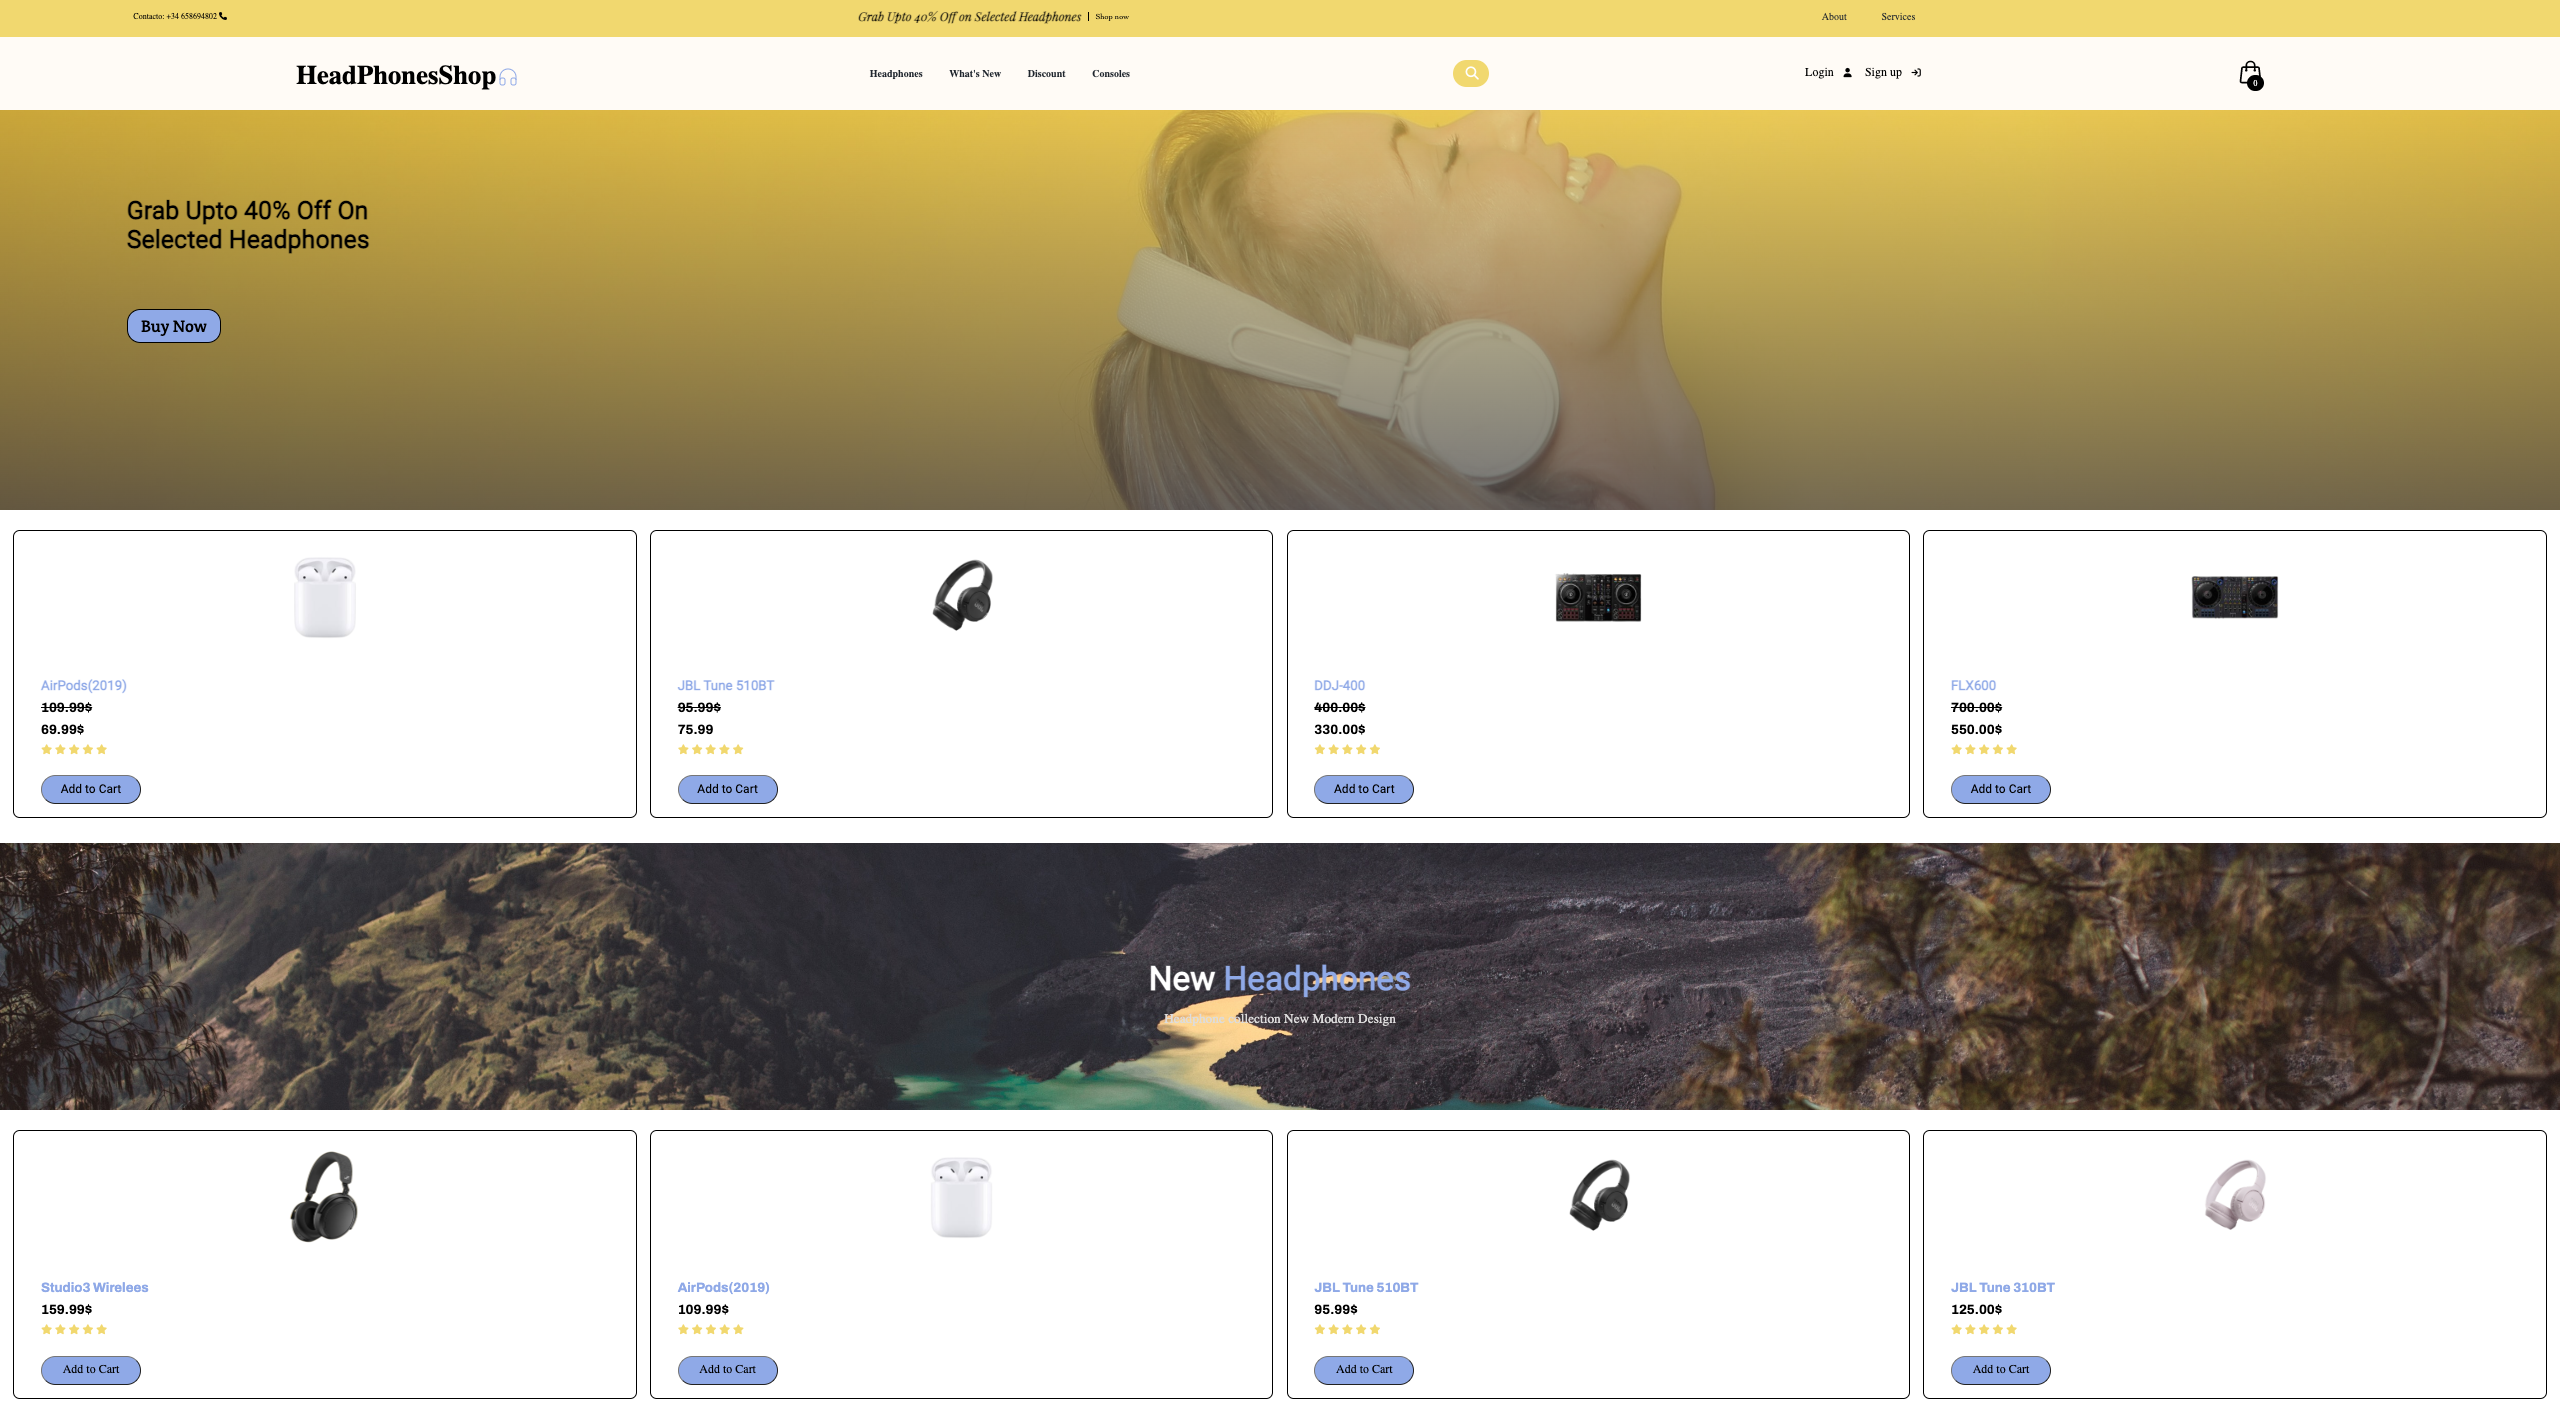 Contacto: +34 658694802
Grab Upto 40% Off on Selected Headphones | Shop now
About
Services
HeadPhonesShop
Headphones
What's New
Discount
Consoles
Login
Sign up
0
Grab Upto 40% Off On
Selected Headphones
Buy Now
AirPods(2019)
109.99$
69.99$
Add to Cart
JBL Tune 510BT
95.99$
75.99
Add to Cart
DDJ-400
400.00$
330.00$
Add to Cart
FLX600
700.00$
550.00$
Add to Cart
New Headphones
Collection New Modern Design
Studio3 Wirelees
159.99$
Add to Cart
AirPods(2019)
109.99$
Add to Cart
JBL Tune 510BT
95.99$
Add to Cart
JBL Tune 310BT
125.00$
Add to Cart